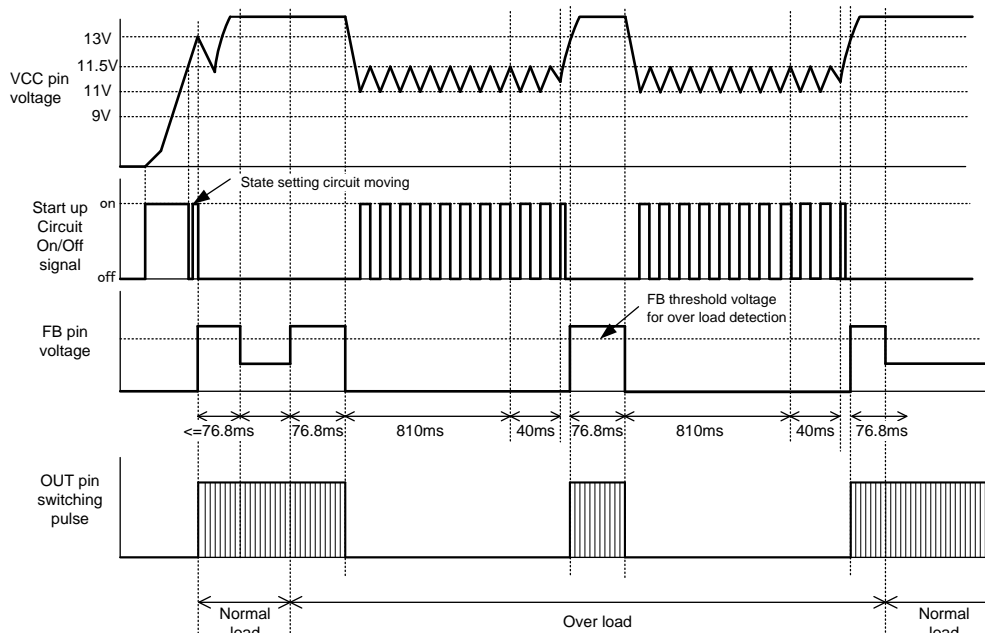 13V
11.5V
VCC pin
voltage
11V
9V
State setting circuit moving
on
Start up
Circuit
On/Off
signal
off
FB threshold voltage
for over load detection
FB pin
voltage
<=76.8ms
76.8ms
810ms
40ms
76.8ms
810ms
40ms
76.8ms
OUT pin
switching
pulse
Normal
load
Over load
Normal
load